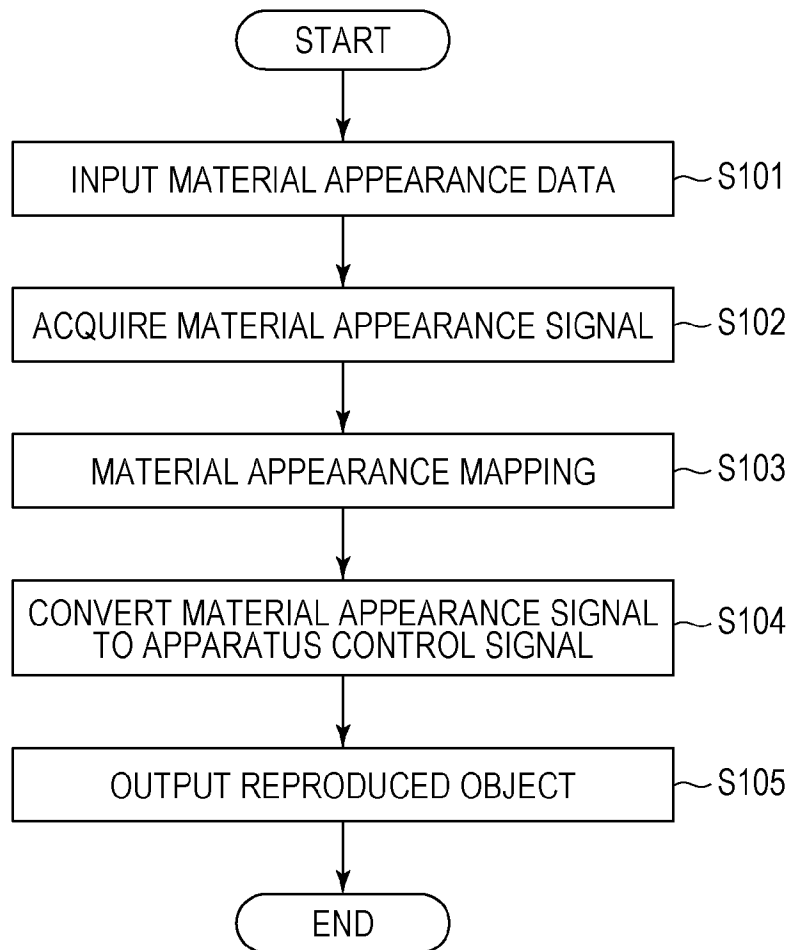 START
INPUT MATERIAL APPEARANCE DATA
S101
ACQUIRE MATERIAL APPEARANCE SIGNAL
S102
MATERIAL APPEARANCE MAPPING
S103
CONVERT MATERIAL APPEARANCE SIGNAL
TO APPARATUS CONTROL SIGNAL
S104
OUTPUT REPRODUCED OBJECT
S105
END